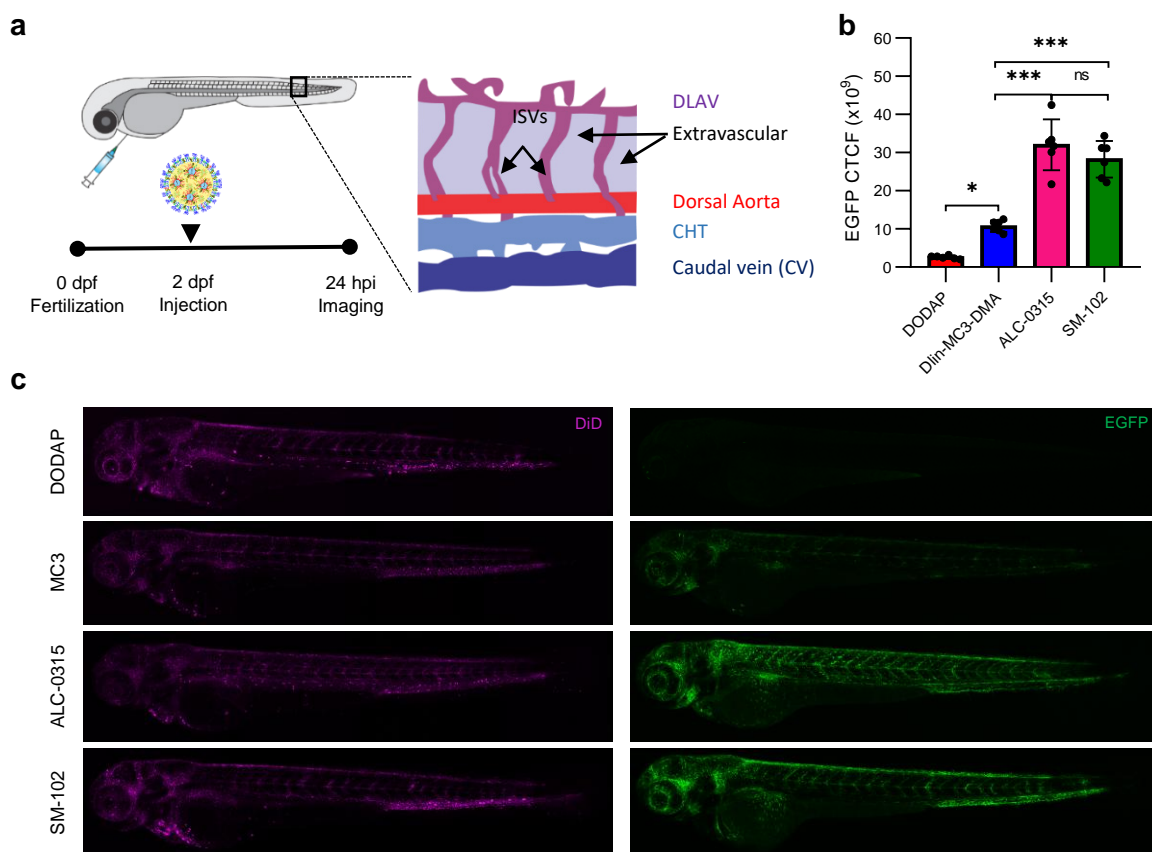 a
ISVs
DLAV
Extravascular
Dorsal Aorta
CHT
Caudal vein (CV)
0 dpf
Fertilization
2 dpf
Injection
24 hpi
Imaging
b
EGFP CTCF (x10⁹)
60
50
40
30
20
10
0
*
***
***
ns
DODAP
Dlin-MC3-DMA
ALC-0315
SM-102
c
DiD
EGFP
DODAP
MC3
ALC-0315
SM-102